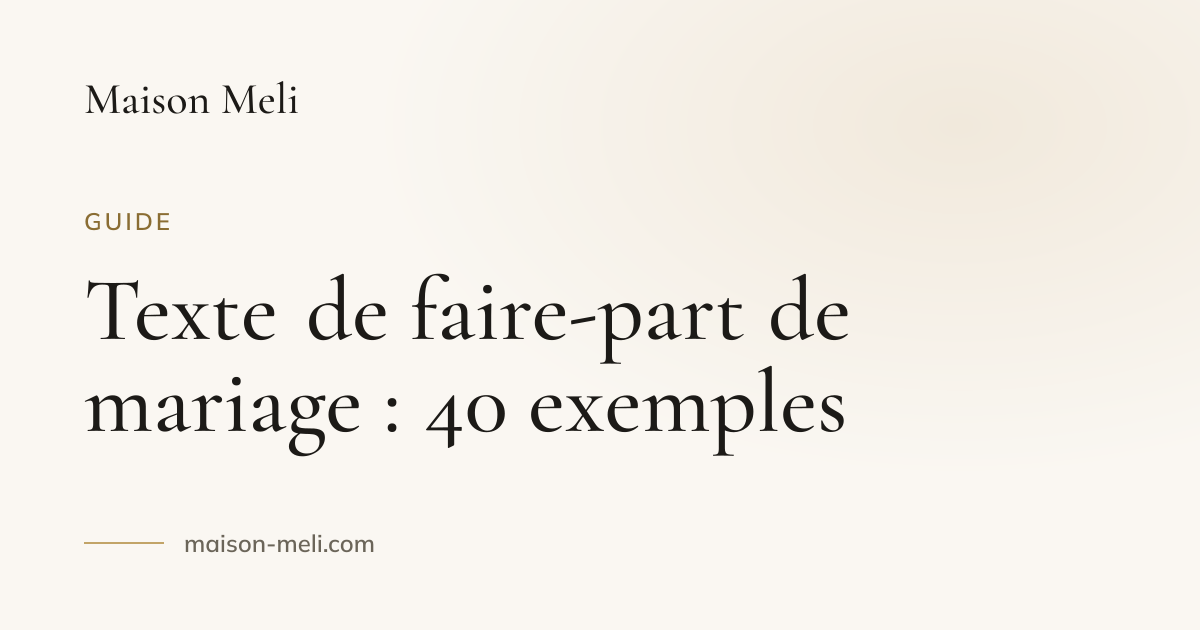 Maison Meli
GUIDE
Texte de faire-part de
mariage : 40 exemples
maison-meli.com